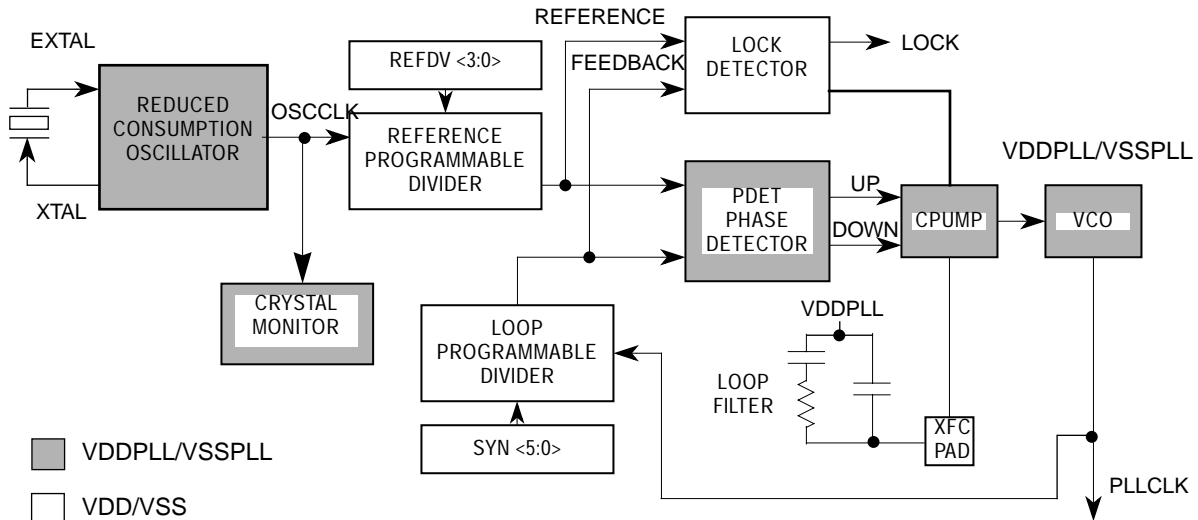 REFERENCE
EXTAL
REFDV <3:0>
FEEDBACK
LOCK
DETECTOR
LOCK
REDUCED
CONSUMPTION
OSCILLATOR
OSCCLK
REFERENCE
PROGRAMMABLE
DIVIDER
VDDPLL/VSSPLL
XTAL
PDET
PHASE
DETECTOR
UP
DOWN
CPUMP
VCO
CRYSTAL
MONITOR
LOOP
PROGRAMMABLE
DIVIDER
VDDPLL
LOOP
FILTER
XFC
PAD
SYN <5:0>
VDDPLL/VSSPLL
PLLCLK
VDD/VSS